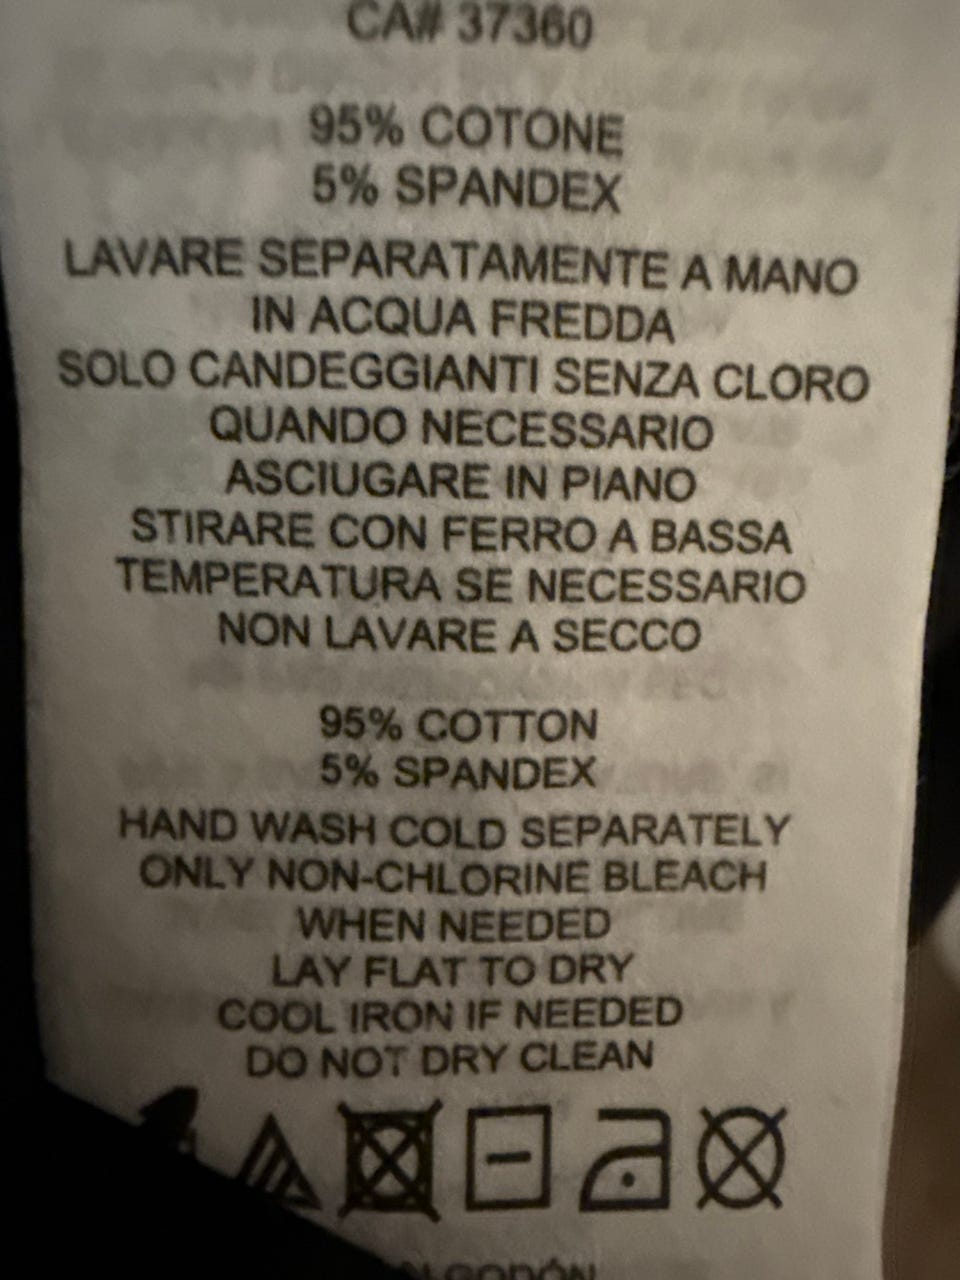 CA# 37360
95% COTONE
5% SPANDEX
LAVARE SEPARATAMENTE A MANO
IN ACQUA FREDDA
SOLO CANDEGGIANTI SENZA CLORO
QUANDO NECESSARIO
ASCIUGARE IN PIANO
STIRARE CON FERRO A BASSA
TEMPERATURA SE NECESSARIO
NON LAVARE A SECCO
95% COTTON
5% SPANDEX
HAND WASH COLD SEPARATELY
ONLY NON-CHLORINE BLEACH
WHEN NEEDED
LAY FLAT TO DRY
COOL IRON IF NEEDED
DO NOT DRY CLEAN